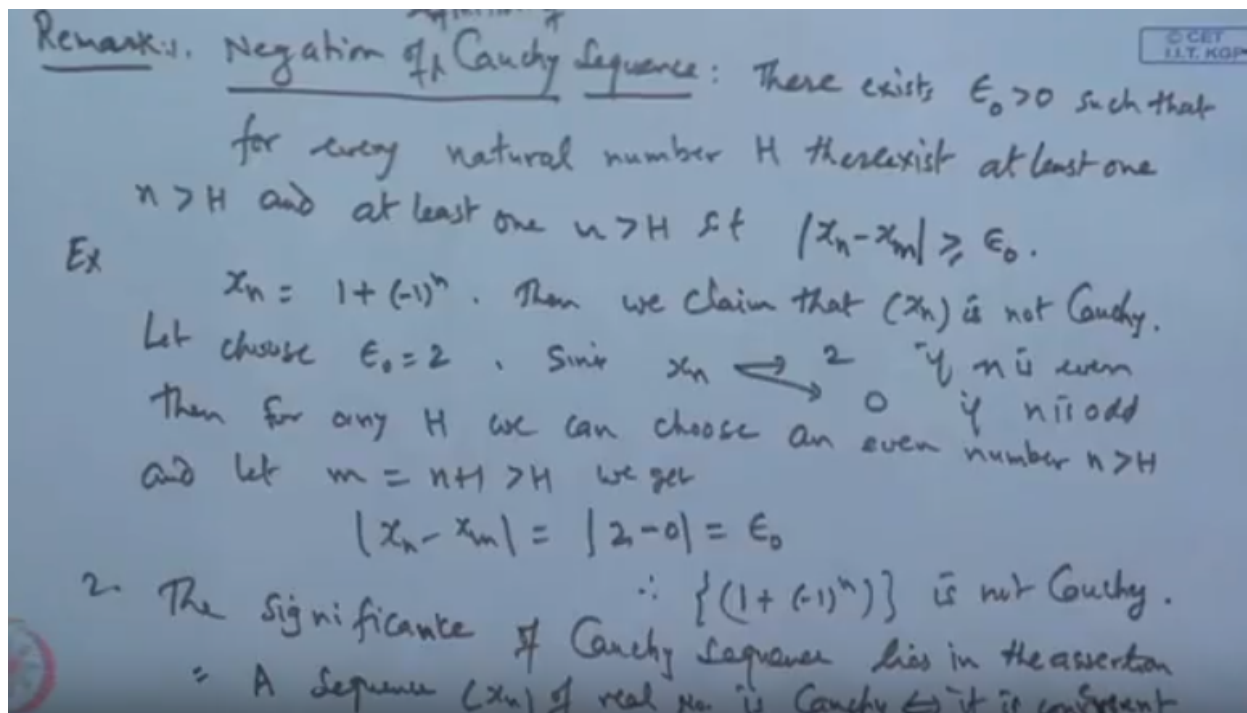 Remarks 1. Negation of Cauchy Sequence : There exists ε₀ > 0 such that
© CET
I.I.T. KGP
for every natural number H there exist at least one
n > H and at least one n > H s t |xₙ - xₘ| ≥ ε₀ .
Ex
xₙ = 1 + (-1)ⁿ . Then we claim that (xₙ) is not Cauchy.
Let choose ε₀ = 2 . Since xₙ → 2 if n is even
→ 0 if n is odd
then for any H we can choose an even number n > H
and let m = n+1 > H we get
|xₙ - xₘ| = |2 - 0| = ε₀
∴ {(1 + (-1)ⁿ)} is not Cauchy.
2. The significance of Cauchy sequence lies in the assertion
= A Sequence (xₙ) of real no. is Cauchy ⇔ it is convergent